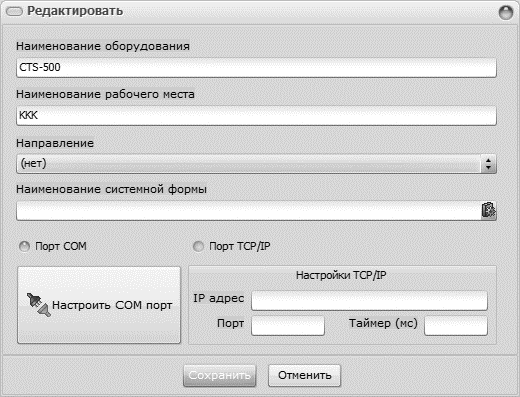 Редактировать
Наименование оборудования
CTS-500
Наименование рабочего места
ККК
Направление
(нет)
Наименование системной формы
Порт COM
Порт TCP/IP
Настроить COM порт
Настройки TCP/IP
IP адрес
Порт
Таймер (мс)
Сохранить
Отменить